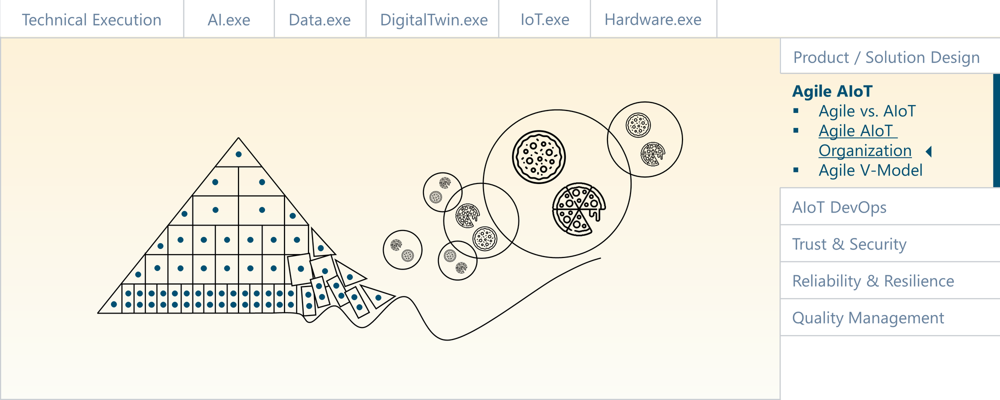 Technical Execution
AI.exe
Data.exe
DigitalTwin.exe
IoT.exe
Hardware.exe
Product / Solution Design
Agile AIoT
▪ Agile vs. AIoT
▪ Agile AIoT
Organization
▪ Agile V-Model
AIoT DevOps
Trust & Security
Reliability & Resilience
Quality Management